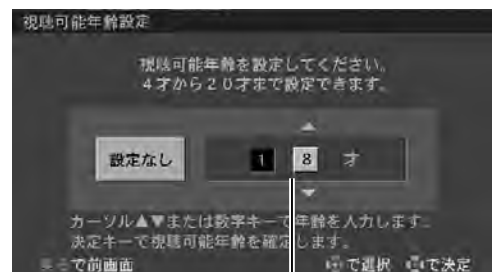 視聴可能年齢設定
視聴可能年齢を設定してください。
4才から20才まで設定できます。
設定なし
1 8 才
カーソル▲▼または数字キーで年齢を入力します。
決定キーで視聴可能年齢を確定します。
で前画面 で選択 で決定